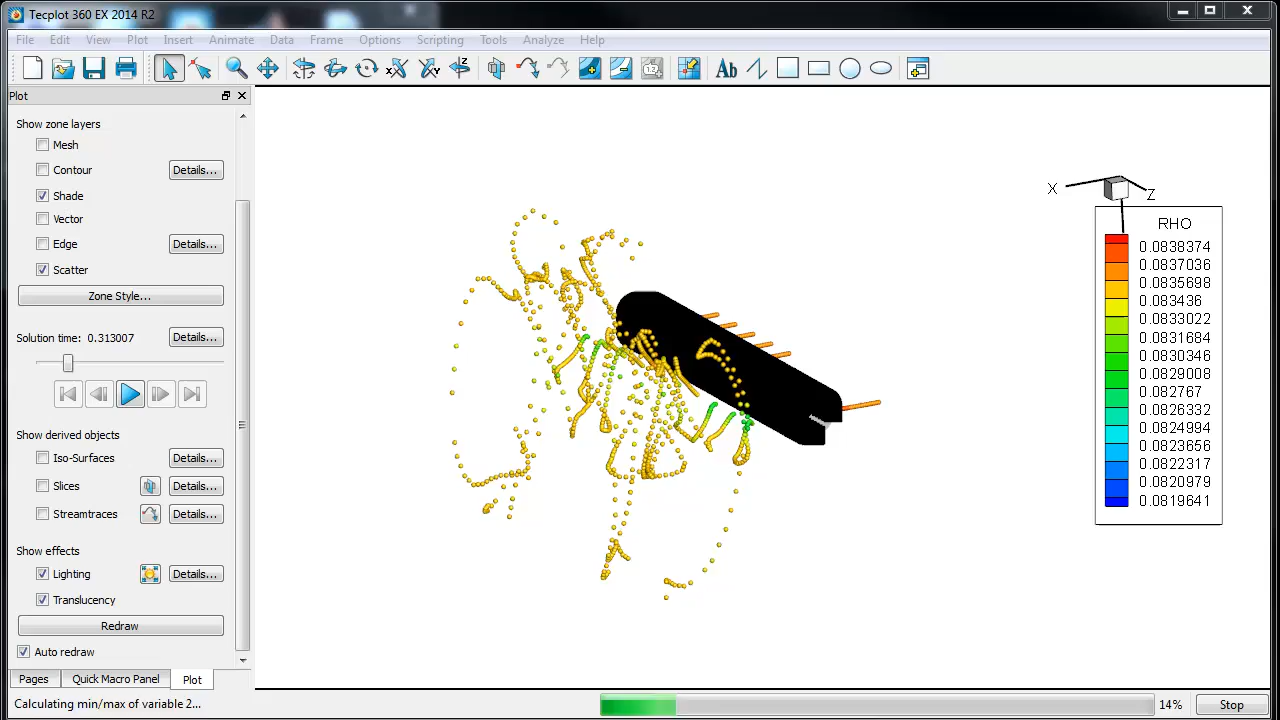 Tecplot 360 EX 2014 R2
File Edit View Plot Insert Animate Data Frame Options Scripting Tools Analyze Help
Plot
Show zone layers
Mesh
Contour Details...
Shade
Vector
Edge Details...
Scatter
Zone Style...
Solution time: 0.313007 Details...
Show derived objects
Iso-Surfaces Details...
Slices Details...
Streamtraces Details...
Show effects
Lighting Details...
Translucency
Redraw
Auto redraw
Pages Quick Macro Panel Plot
Calculating min/max of variable 2...
14% Stop
Ab
X
Z
RHO
0.0838374
0.0837036
0.0835698
0.083436
0.0833022
0.0831684
0.0830346
0.0829008
0.082767
0.0826332
0.0824994
0.0823656
0.0822317
0.0820979
0.0819641